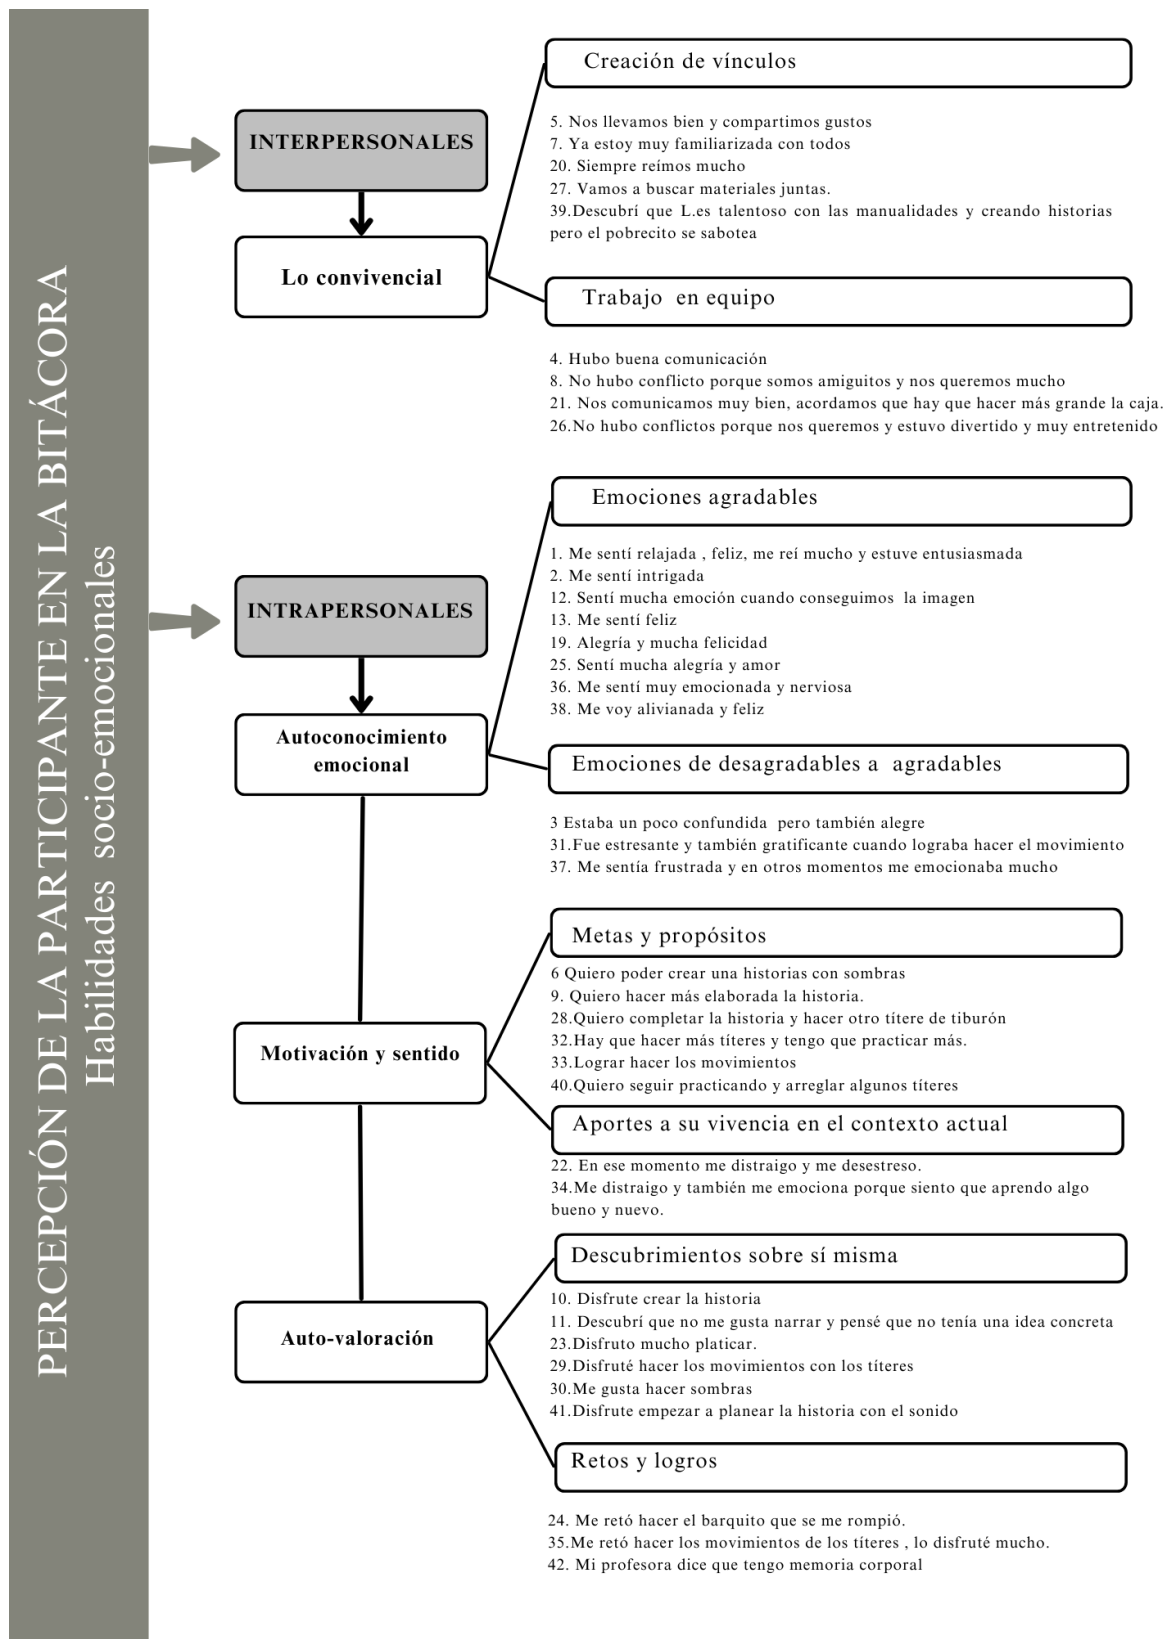 PERCEPCIÓN DE LA PARTICIPANTE EN LA BITÁCORA
Habilidades socio-emocionales
INTERPERSONALES
Lo convivencial
Creación de vínculos
5. Nos llevamos bien y compartimos gustos
7. Ya estoy muy familiarizada con todos
20. Siempre reímos mucho
27. Vamos a buscar materiales juntas.
39.Descubrí que L.es talentoso con las manualidades y creando historias
pero el pobrecito se sabotea
Trabajo en equipo
4. Hubo buena comunicación
8. No hubo conflicto porque somos amiguitos y nos queremos mucho
21. Nos comunicamos muy bien, acordamos que hay que hacer más grande la caja.
26.No hubo conflictos porque nos queremos y estuvo divertido y muy entretenido
INTRAPERSONALES
Autoconocimiento
emocional
Emociones agradables
1. Me sentí relajada , feliz, me reí mucho y estuve entusiasmada
2. Me sentí intrigada
12. Sentí mucha emoción cuando conseguimos la imagen
13. Me sentí feliz
19. Alegría y mucha felicidad
25. Sentí mucha alegría y amor
36. Me sentí muy emocionada y nerviosa
38. Me voy alivianada y feliz
Emociones de desagradables a agradables
3 Estaba un poco confundida pero también alegre
31.Fue estresante y también gratificante cuando lograba hacer el movimiento
37. Me sentía frustrada y en otros momentos me emocionaba mucho
Motivación y sentido
Metas y propósitos
6 Quiero poder crear una historias con sombras
9. Quiero hacer más elaborada la historia.
28.Quiero completar la historia y hacer otro títere de tiburón
32.Hay que hacer más títeres y tengo que practicar más.
33.Lograr hacer los movimientos
40.Quiero seguir practicando y arreglar algunos títeres
Aportes a su vivencia en el contexto actual
22. En ese momento me distraigo y me desestreso.
34.Me distraigo y también me emociona porque siento que aprendo algo
bueno y nuevo.
Auto-valoración
Descubrimientos sobre sí misma
10. Disfrute crear la historia
11. Descubrí que no me gusta narrar y pensé que no tenía una idea concreta
23.Disfruto mucho platicar.
29.Disfruté hacer los movimientos con los títeres
30.Me gusta hacer sombras
41.Disfrute empezar a planear la historia con el sonido
Retos y logros
24. Me retó hacer el barquito que se me rompió.
35.Me retó hacer los movimientos de los títeres , lo disfruté mucho.
42. Mi profesora dice que tengo memoria corporal